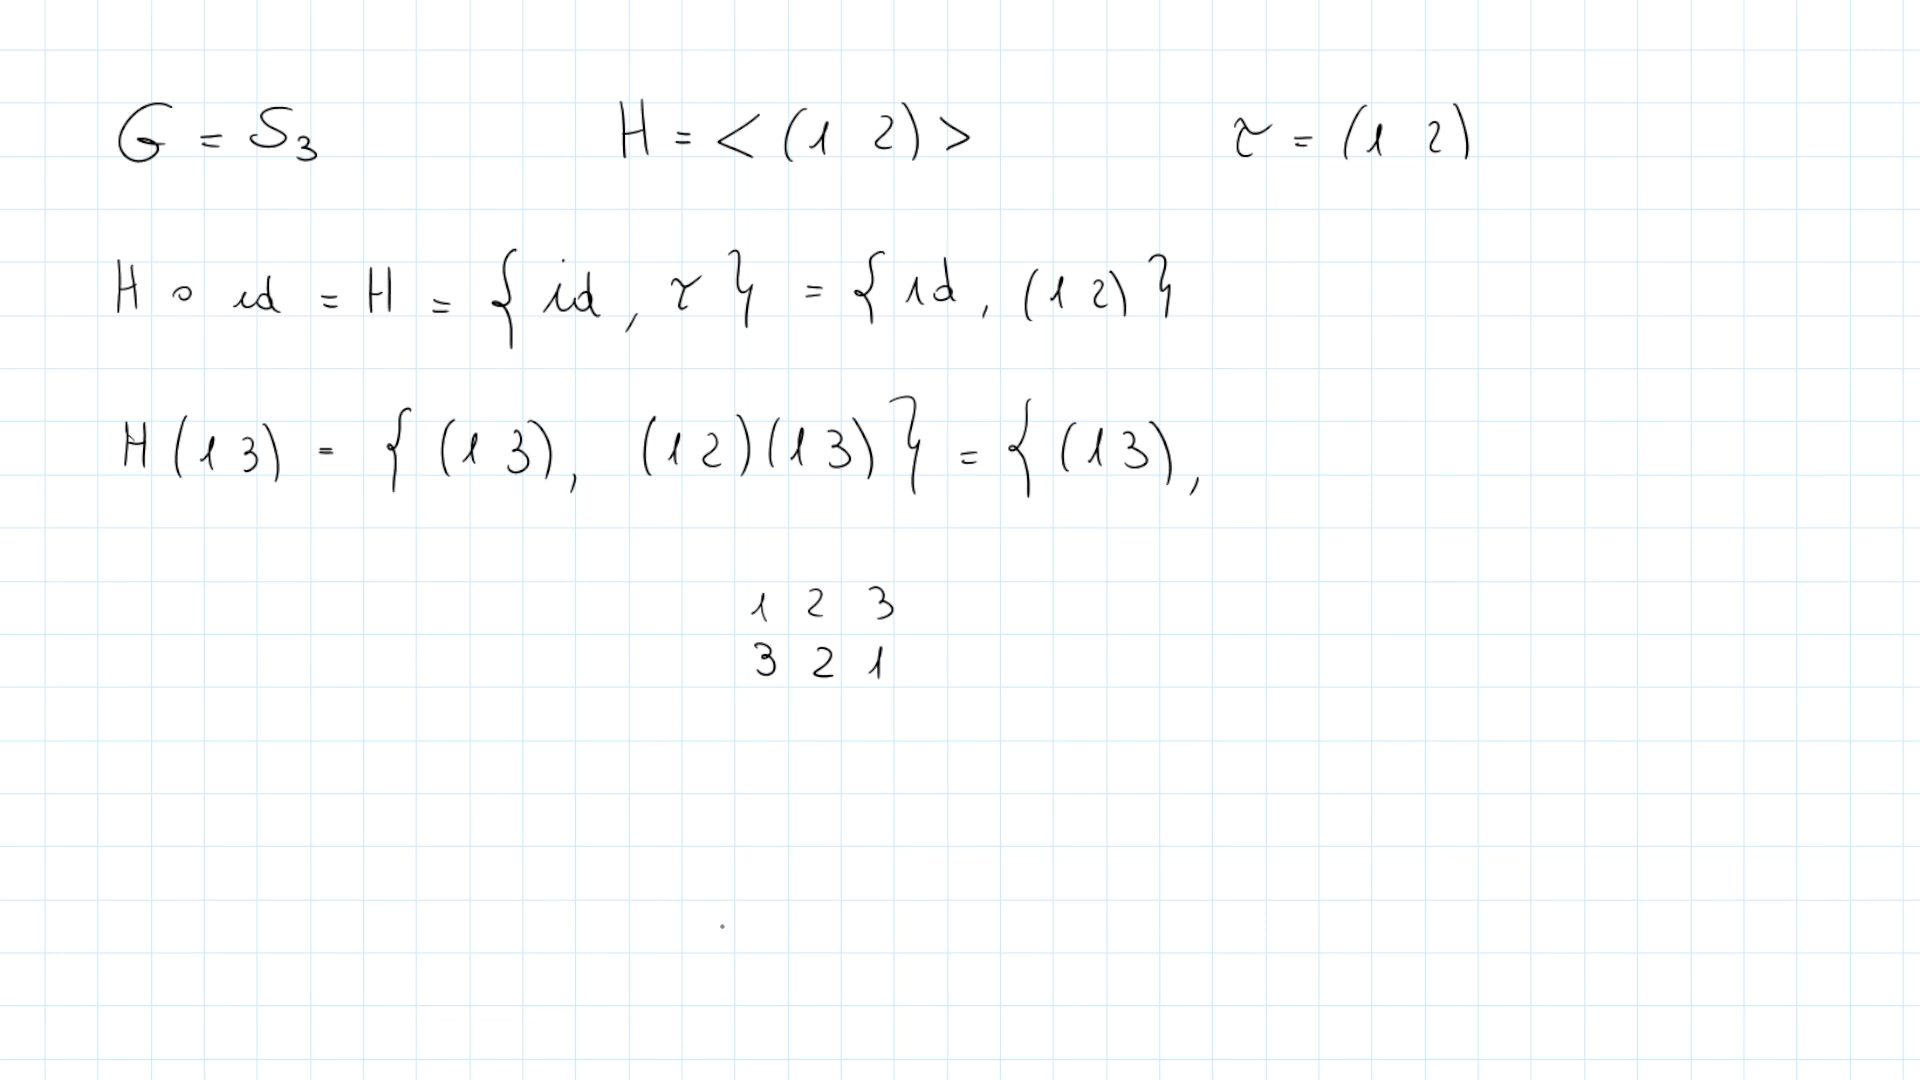 G = S₃ H = <(1 2)> τ = (1 2)
H ∘ id = H = { id , τ } = { id , (1 2) }
H (1 3) = { (1 3), (1 2)(1 3) } = { (1 3),
1 2 3
3 2 1